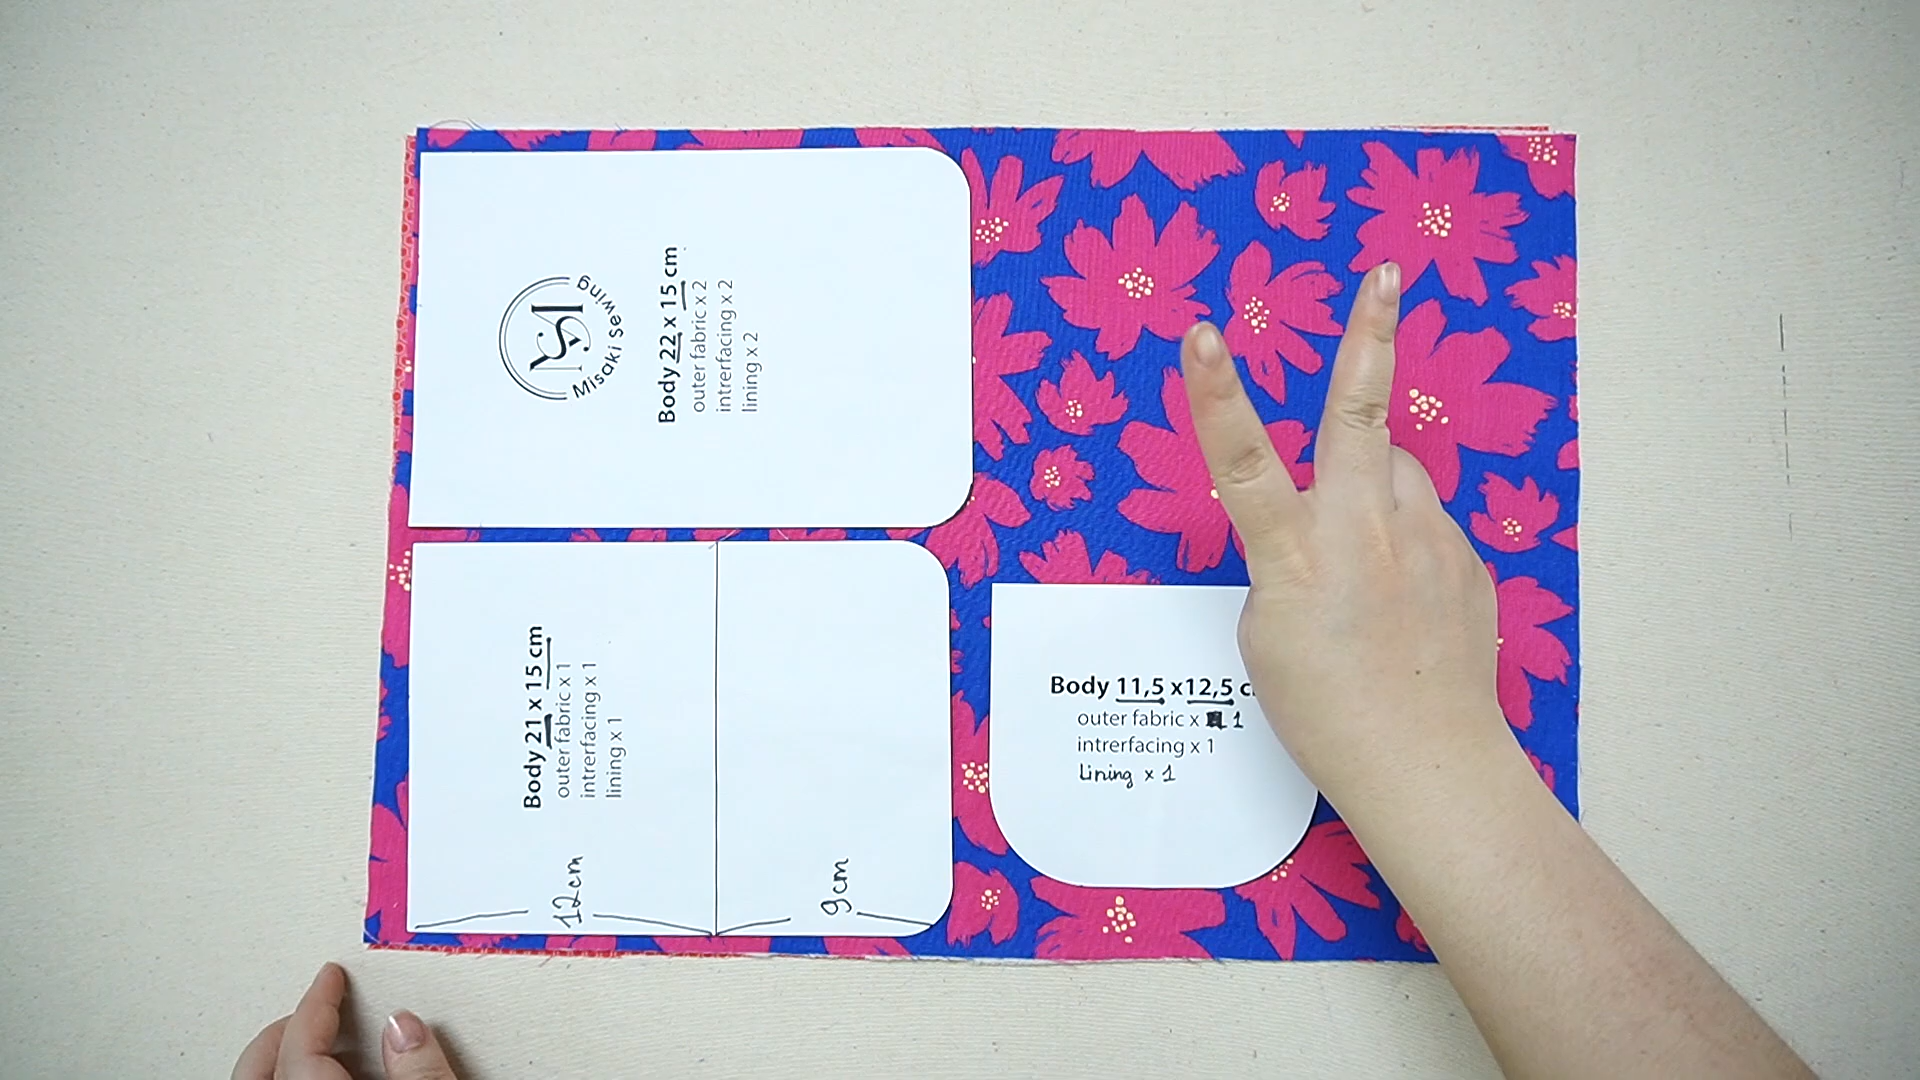 Misaki Sewing
Body 22 x 15 cm
outer fabric x 2
intrerfacing x 2
lining x 2
Body 21 x 15 cm
outer fabric x 1
intrerfacing x 1
lining x 1
12cm
9cm
Body 11,5 x12,5
outer fabric x 1
intrerfacing x 1
Lining x 1